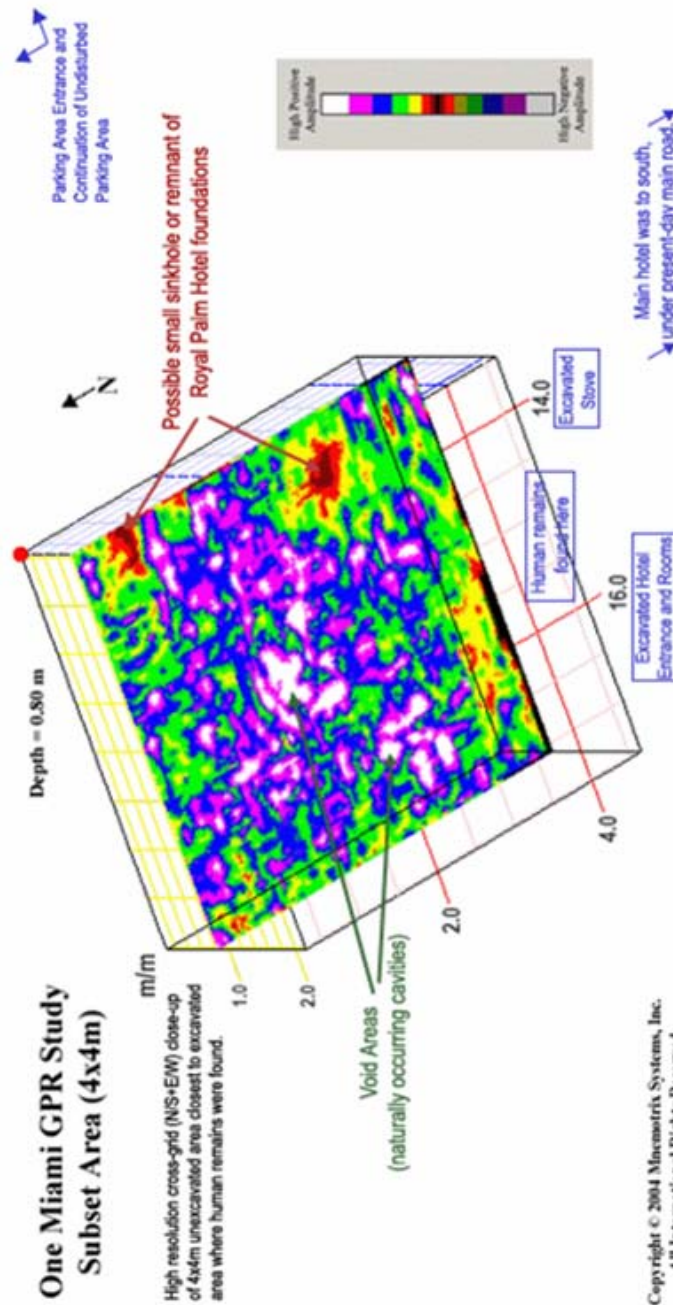 One Miami GPR Study
Subset Area (4x4m)
High resolution cross-grid (N/S+E/W) close-up
of 4x4m unexcavated area closest to excavated
area where human remains were found.
Depth = 0.80 m
N
Parking Area Entrance and
Continuation of Undisturbed
Parking Area
Possible small sinkhole or remnant of
Royal Palm Hotel foundations
High Positive
Amplitude
High Negative
Amplitude
m/m
1.0
2.0
Void Areas
(naturally occurring cavities)
2.0
4.0
16.0
14.0
Human remains
found here
Excavated
Stove
Excavated Hotel
Entrance and Rooms
Main hotel was to south,
under present-day main road
Copyright © 2004 Mnemotrix Systems, Inc.
All International Rights Reserved